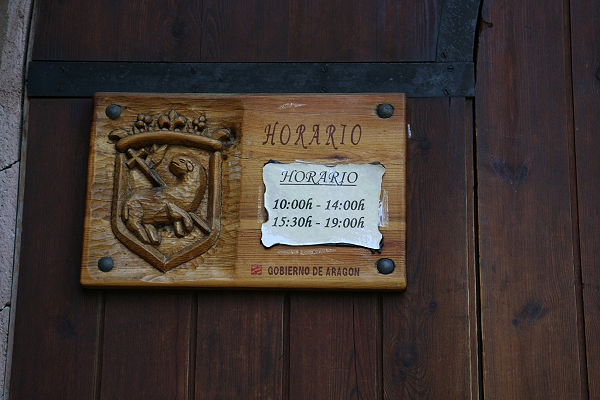 HORARIO
HORARIO
10:00h - 14:00h
15:30h - 19:00h
GOBIERNO DE ARAGON